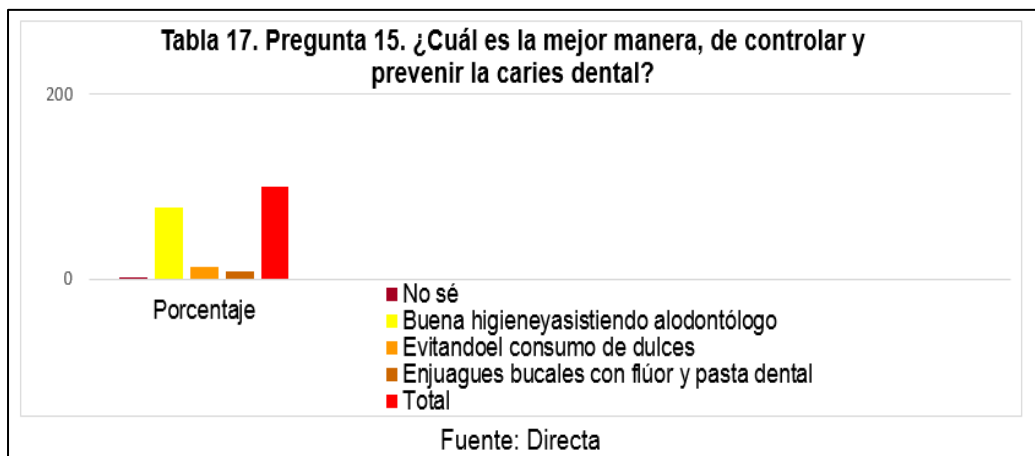 Tabla 17. Pregunta 15. ¿Cuál es la mejor manera, de controlar y
prevenir la caries dental?
200
0
Porcentaje
No sé
Buena higieneyasistiendo alodontólogo
Evitandoel consumo de dulces
Enjuagues bucales con flúor y pasta dental
Total
Fuente: Directa